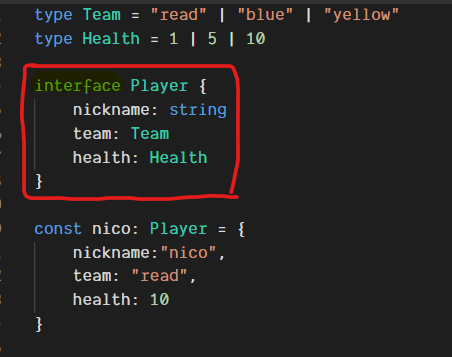 type Team = "read" | "blue" | "yellow"
type Health = 1 | 5 | 10
interface Player {
nickname: string
team: Team
health: Health
}
const nico: Player = {
nickname:"nico",
team: "read",
health: 10
}